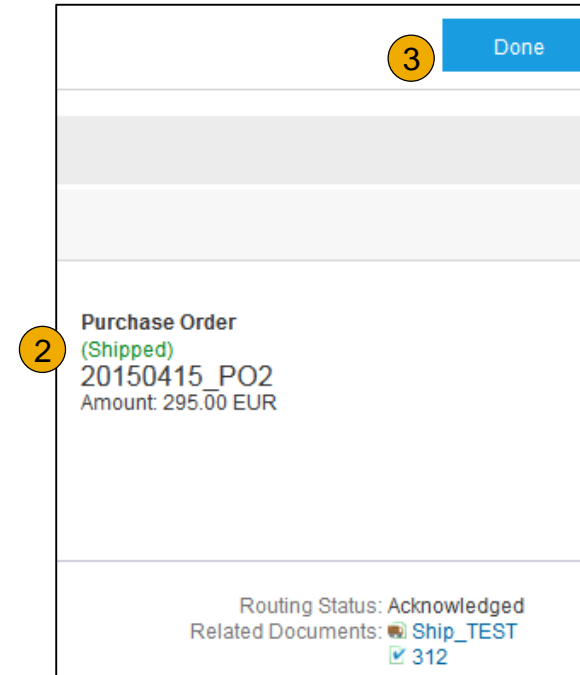 3
Done
Purchase Order
2
(Shipped)
20150415_PO2
Amount: 295.00 EUR
Routing Status: Acknowledged
Related Documents: Ship_TEST
312